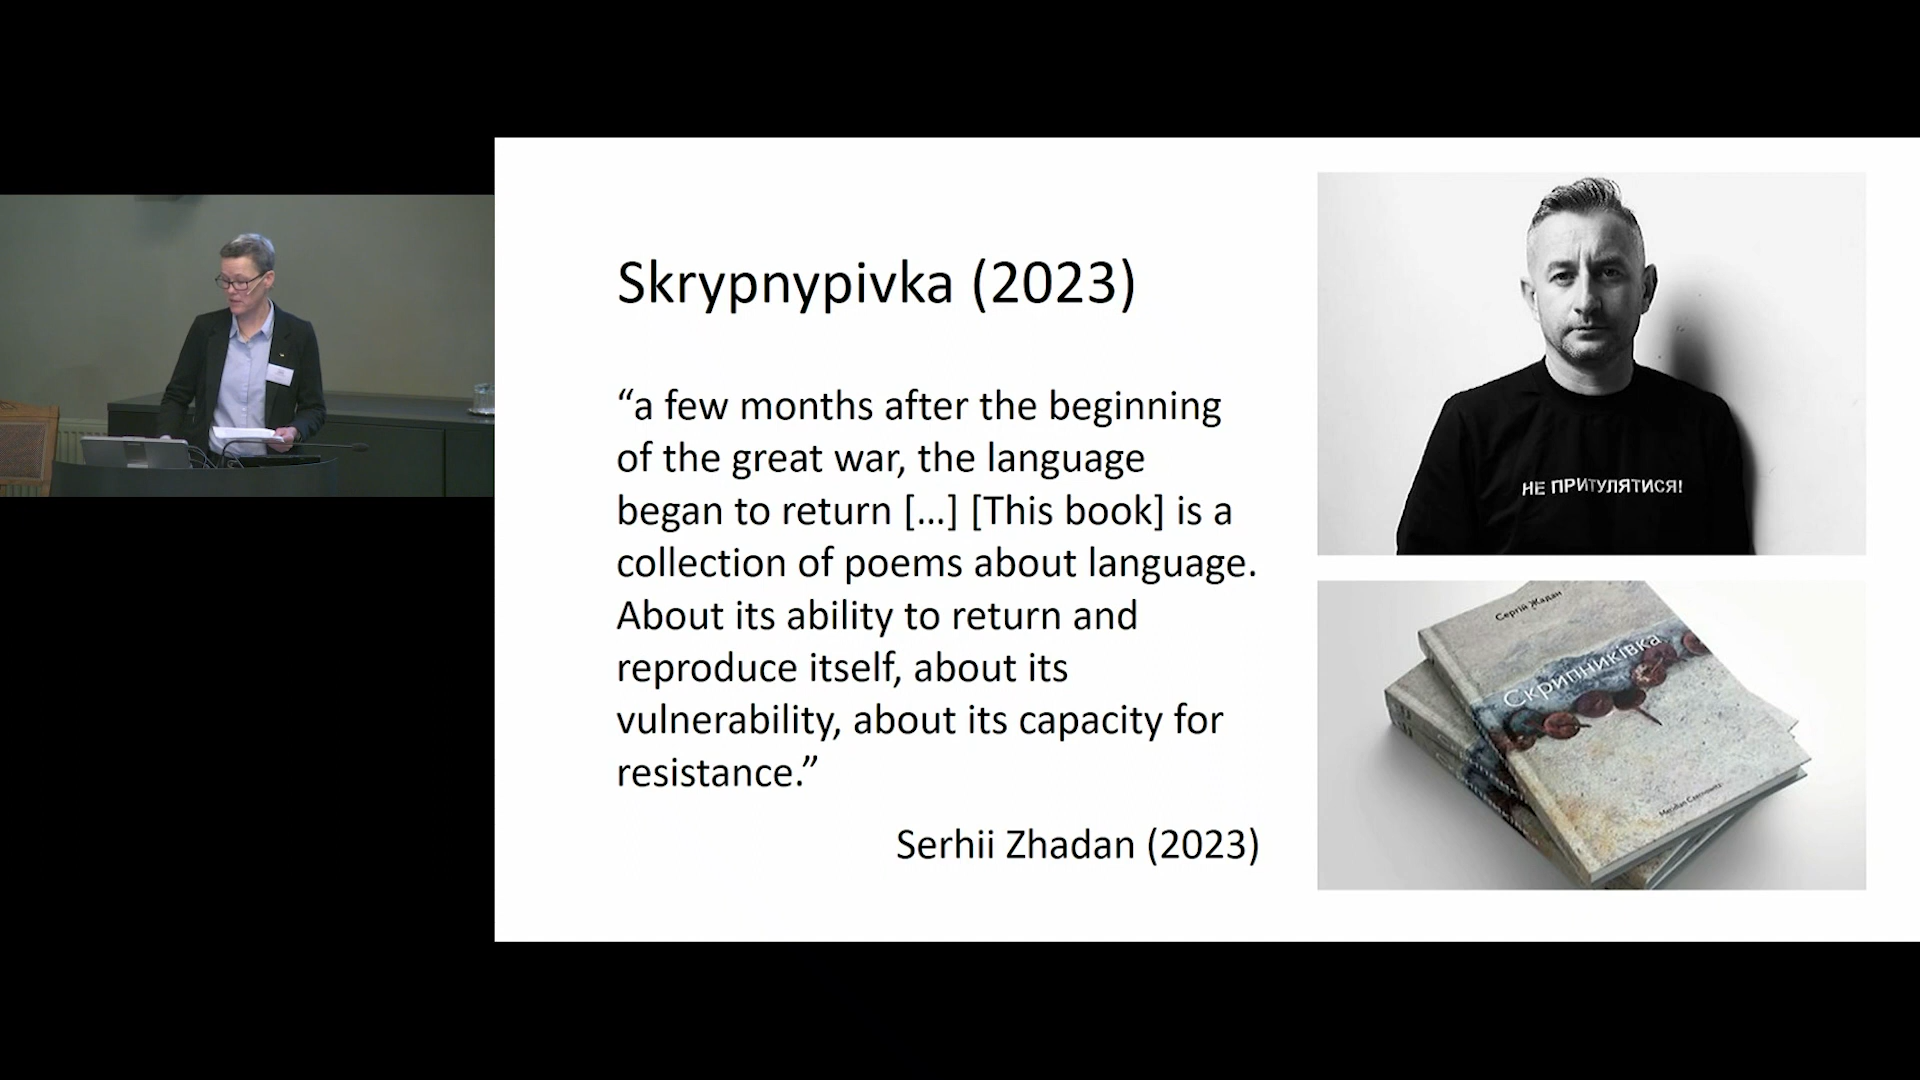 Skrypnypivka (2023)
“a few months after the beginning
of the great war, the language
began to return [...] [This book] is a
collection of poems about language.
About its ability to return and
reproduce itself, about its
vulnerability, about its capacity for
resistance.”
Serhii Zhadan (2023)
НЕ ПРИТУЛЯТИСЯ!
Сергій Жадан
Скрипниківка
Meridian Czernowitz